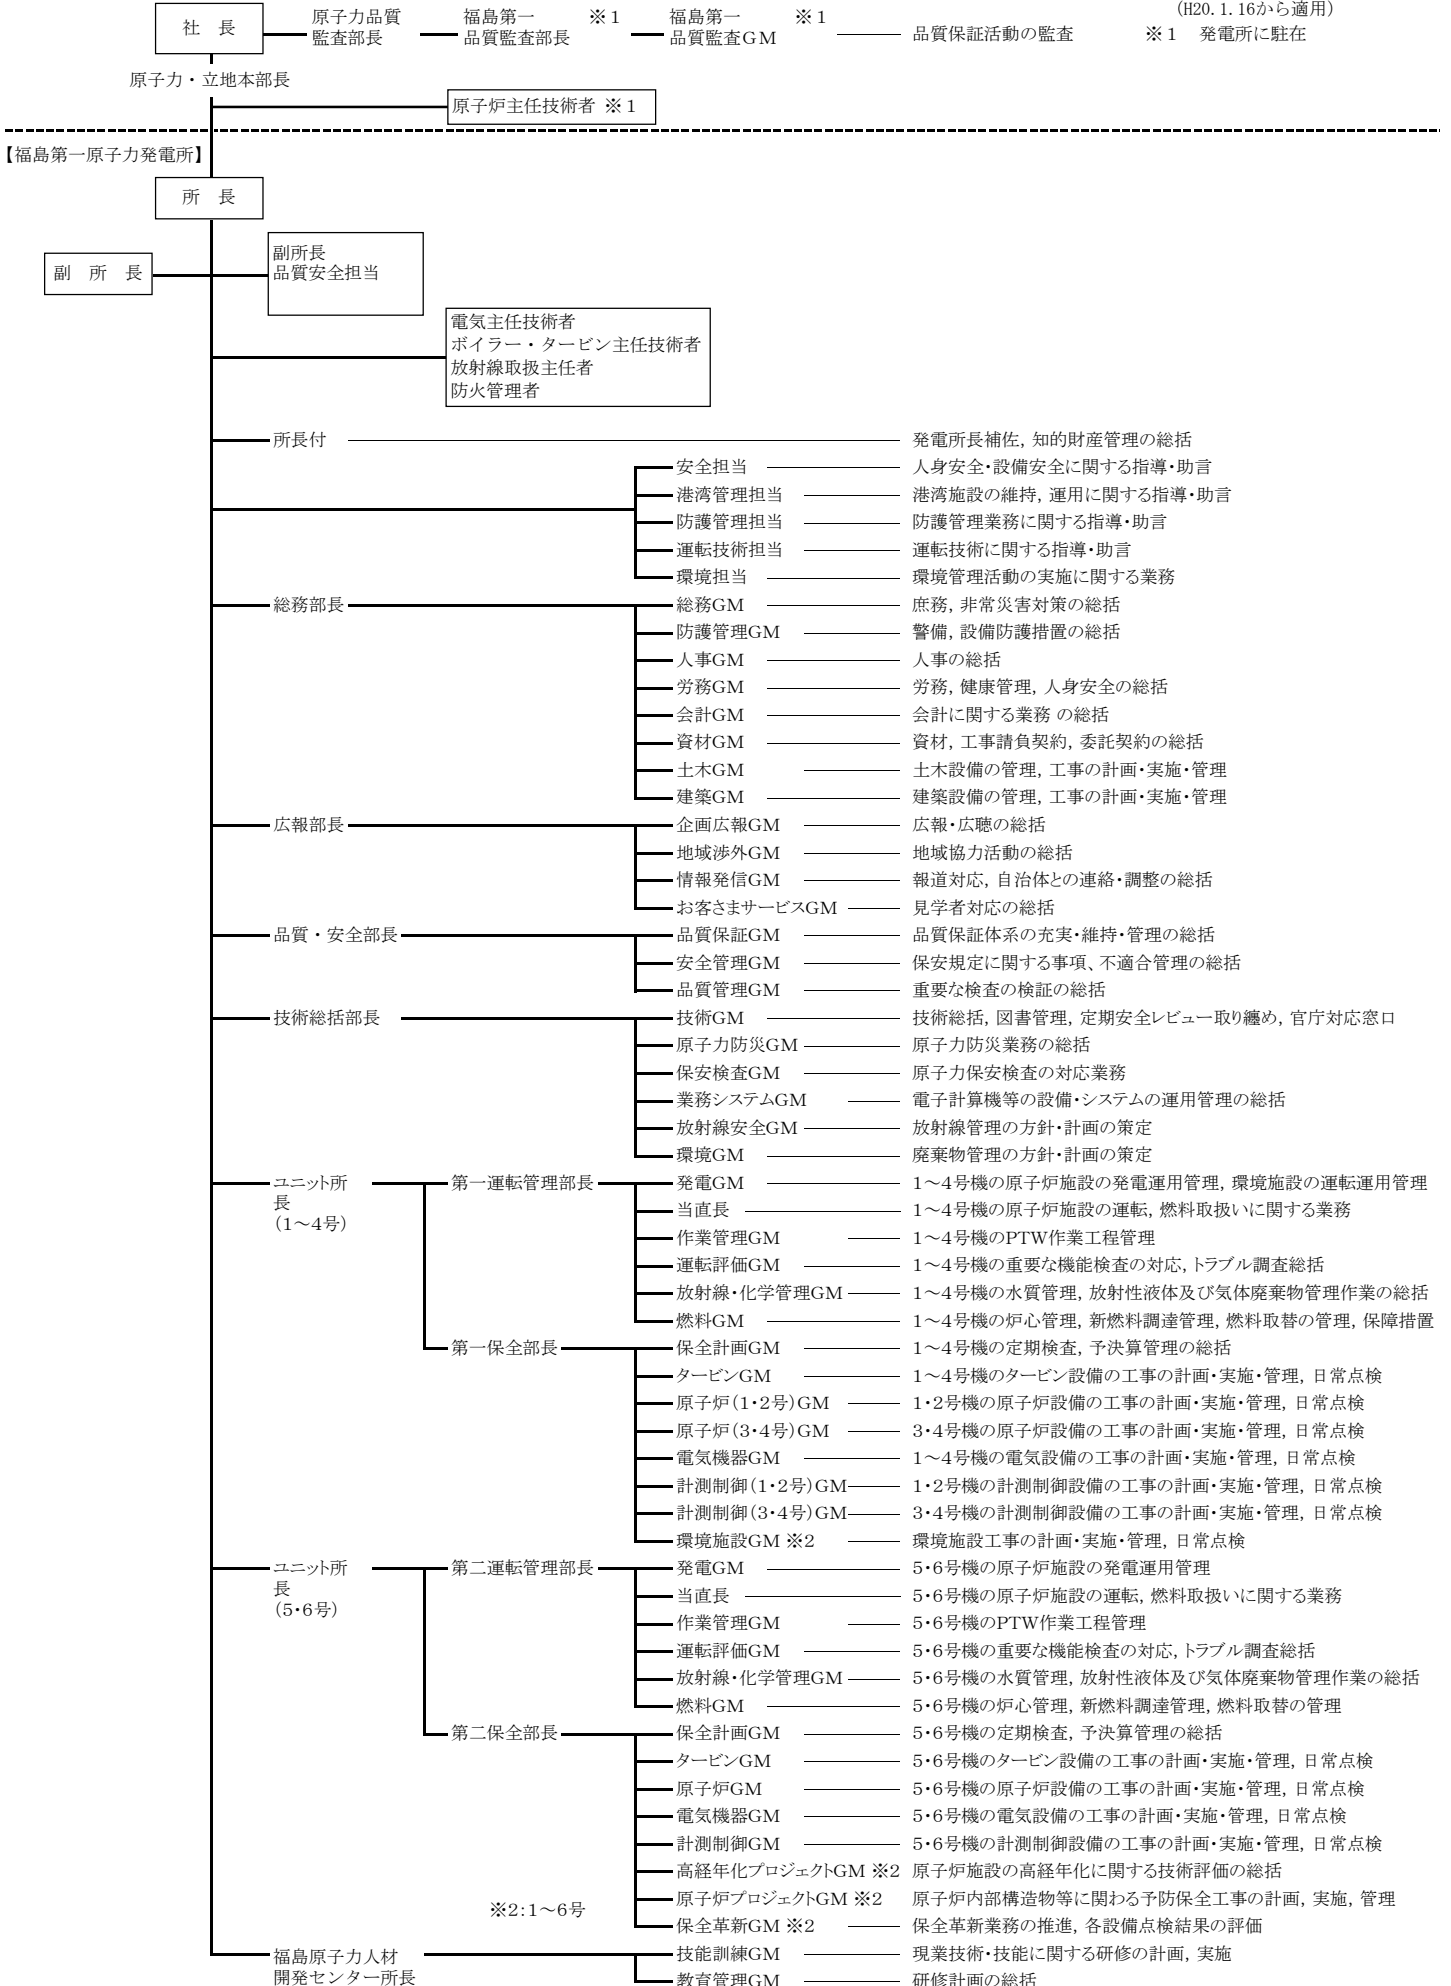 (H20.1.16から適用)
社　長 原子力品質 福島第一 ※１ 福島第一 ※１
監査部長 品質監査部長 品質監査GM 品質保証活動の監査 ※１ 発電所に駐在
原子力・立地本部長
原子炉主任技術者 ※１
【福島第一原子力発電所】
所　長
副　所　長
副所長
品質安全担当
電気主任技術者
ボイラー・タービン主任技術者
放射線取扱主任者
防火管理者
所長付 発電所長補佐, 知的財産管理の総括
安全担当 人身安全・設備安全に関する指導・助言
港湾管理担当 港湾施設の維持, 運用に関する指導・助言
防護管理担当 防護管理業務に関する指導・助言
運転技術担当 運転技術に関する指導・助言
環境担当 環境管理活動の実施に関する業務
総務部長 総務GM 庶務, 非常災害対策の総括
防護管理GM 警備, 設備防護措置の総括
人事GM 人事の総括
労務GM 労務, 健康管理, 人身安全の総括
会計GM 会計に関する業務 の総括
資材GM 資材, 工事請負契約, 委託契約の総括
土木GM 土木設備の管理, 工事の計画・実施・管理
建築GM 建築設備の管理, 工事の計画・実施・管理
広報部長 企画広報GM 広報・広聴の総括
地域渉外GM 地域協力活動の総括
情報発信GM 報道対応, 自治体との連絡・調整の総括
お客さまサービスGM 見学者対応の総括
品質・安全部長 品質保証GM 品質保証体系の充実・維持・管理の総括
安全管理GM 保安規定に関する事項、不適合管理の総括
品質管理GM 重要な検査の検証の総括
技術総括部長 技術GM 技術総括, 図書管理, 定期安全レビュー取り纏め, 官庁対応窓口
原子力防災GM 原子力防災業務の総括
保安検査GM 原子力保安検査の対応業務
業務システムGM 電子計算機等の設備・システムの運用管理の総括
放射線安全GM 放射線管理の方針・計画の策定
環境GM 廃棄物管理の方針・計画の策定
ユニット所 第一運転管理部長 発電GM 1～4号機の原子炉施設の発電運用管理, 環境施設の運転運用管理
長 当直長 1～4号機の原子炉施設の運転, 燃料取扱いに関する業務
(1～4号)
作業管理GM 1～4号機のPTW作業工程管理
運転評価GM 1～4号機の重要な機能検査の対応, トラブル調査総括
放射線・化学管理GM 1～4号機の水質管理, 放射性液体及び気体廃棄物管理作業の総括
燃料GM 1～4号機の炉心管理, 新燃料調達管理, 燃料取替の管理, 保障措置
第一保全部長 保全計画GM 1～4号機の定期検査, 予決算管理の総括
タービンGM 1～4号機のタービン設備の工事の計画・実施・管理, 日常点検
原子炉(1・2号)GM 1・2号機の原子炉設備の工事の計画・実施・管理, 日常点検
原子炉(3・4号)GM 3・4号機の原子炉設備の工事の計画・実施・管理, 日常点検
電気機器GM 1～4号機の電気設備の工事の計画・実施・管理, 日常点検
計測制御(1・2号)GM 1・2号機の計測制御設備の工事の計画・実施・管理, 日常点検
計測制御(3・4号)GM 3・4号機の計測制御設備の工事の計画・実施・管理, 日常点検
環境施設GM ※2 環境施設工事の計画・実施・管理, 日常点検
ユニット所 第二運転管理部長 発電GM 5・6号機の原子炉施設の発電運用管理
長 当直長 5・6号機の原子炉施設の運転, 燃料取扱いに関する業務
(5・6号)
作業管理GM 5・6号機のPTW作業工程管理
運転評価GM 5・6号機の重要な機能検査の対応, トラブル調査総括
放射線・化学管理GM 5・6号機の水質管理, 放射性液体及び気体廃棄物管理作業の総括
燃料GM 5・6号機の炉心管理, 新燃料調達管理, 燃料取替の管理
第二保全部長 保全計画GM 5・6号機の定期検査, 予決算管理の総括
タービンGM 5・6号機のタービン設備の工事の計画・実施・管理, 日常点検
原子炉GM 5・6号機の原子炉設備の工事の計画・実施・管理, 日常点検
電気機器GM 5・6号機の電気設備の工事の計画・実施・管理, 日常点検
計測制御GM 5・6号機の計測制御設備の工事の計画・実施・管理, 日常点検
高経年化プロジェクトGM ※2 原子炉施設の高経年化に関する技術評価の総括
原子炉プロジェクトGM ※2 原子炉内部構造物等に関わる予防保全工事の計画, 実施, 管理
※2:1～6号
保全革新GM ※2 保全革新業務の推進, 各設備点検結果の評価
福島原子力人材 技能訓練GM 現業技術・技能に関する研修の計画, 実施
開発センター所長 教育管理GM 研修計画の総括